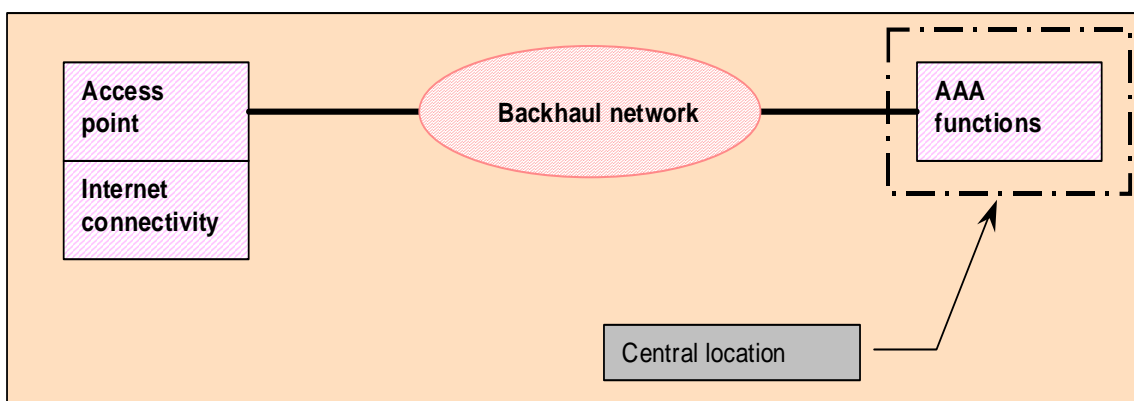 Access
point
Internet
connectivity
Backhaul network
AAA
functions
Central location